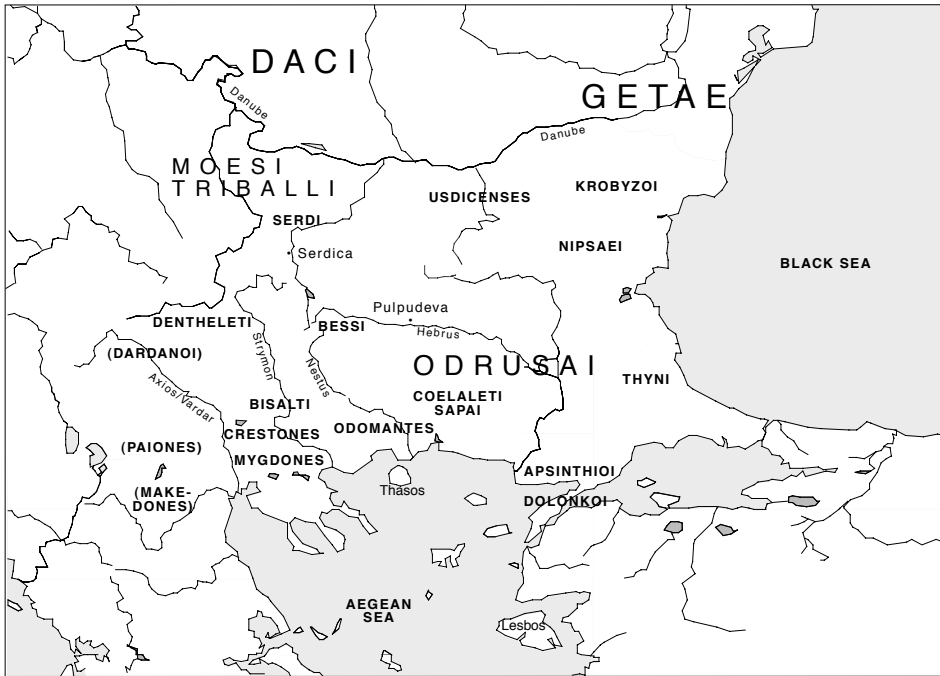 DACI
GETAE
Danube
Danube
MOESI
TRIBALLI
USDICENSES
KROBYZOI
SERDI
NIPSAEI
Serdica
BLACK SEA
Pulpudeva
DENTHELETI
BESSI
Hebrus
(DARDANOI)
Strymon
Nestus
ODRUSAI
Axios/Vardar
THYNI
BISALTI
COELALETI
SAPAI
CRESTONES
ODOMANTES
(PAIONES)
MYGDONES
APSINTHIOI
Thasos
(MAKE-
DONES)
DOLONKOI
AEGEAN
SEA
Lesbos